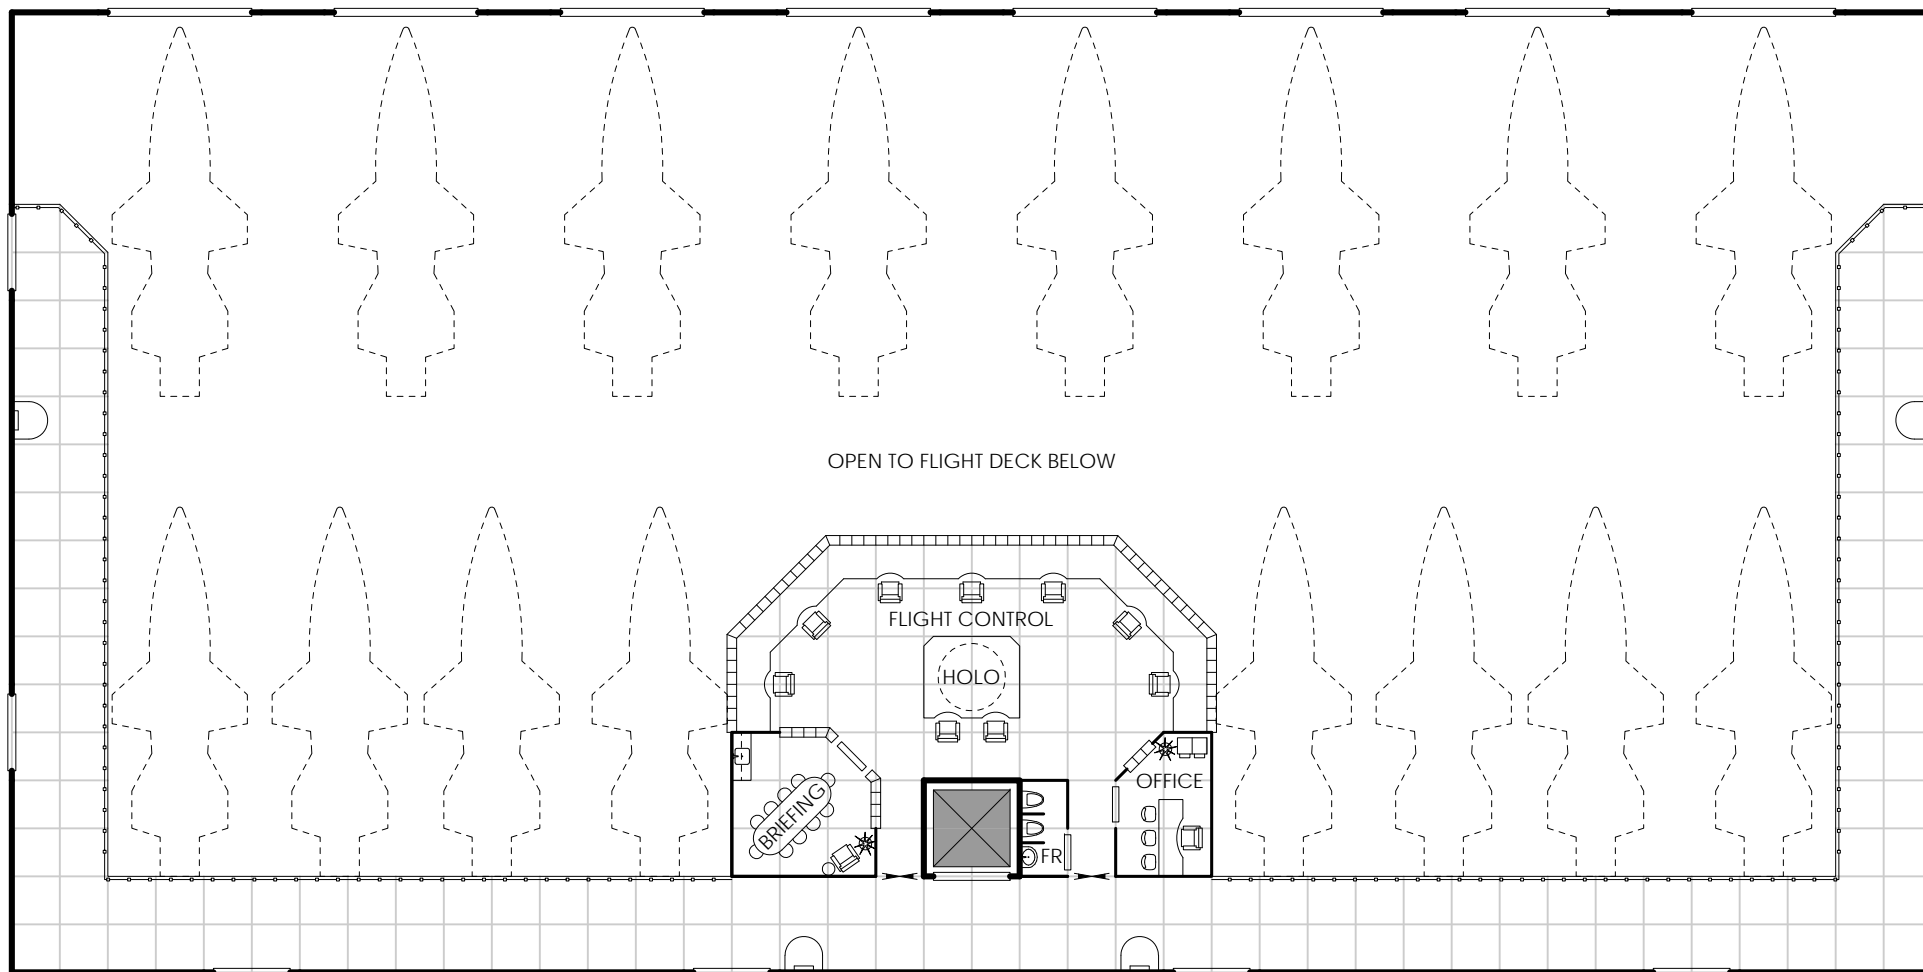 OPEN TO FLIGHT DECK BELOW
FLIGHT CONTROL
HOLO
OFFICE
BRIEFING
FR